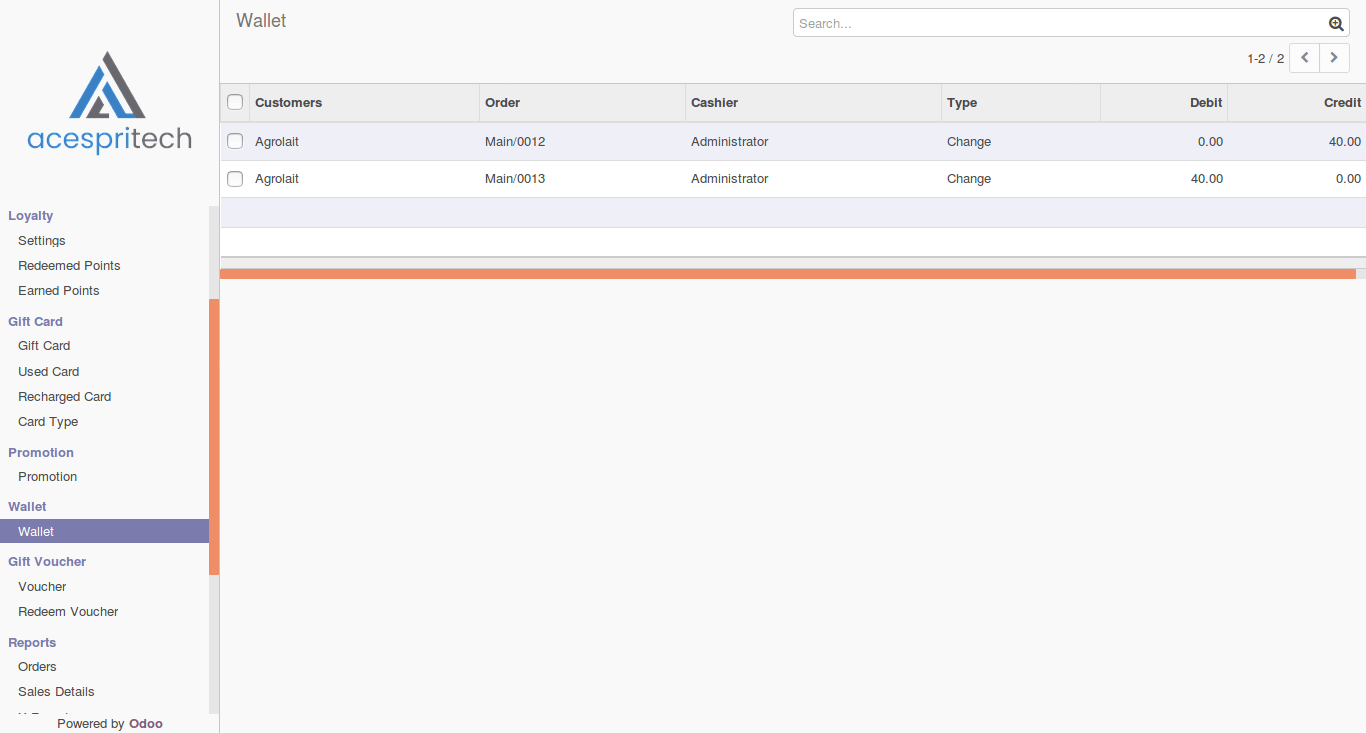 acespritech
Loyalty
Settings
Redeemed Points
Earned Points
Gift Card
Gift Card
Used Card
Recharged Card
Card Type
Promotion
Promotion
Wallet
Wallet
Gift Voucher
Voucher
Redeem Voucher
Reports
Orders
Sales Details
Powered by Odoo
Wallet
Search...
1-2 / 2
Customers Order Cashier Type Debit Credit
Agrolait Main/0012 Administrator Change 0.00 40.00
Agrolait Main/0013 Administrator Change 40.00 0.00